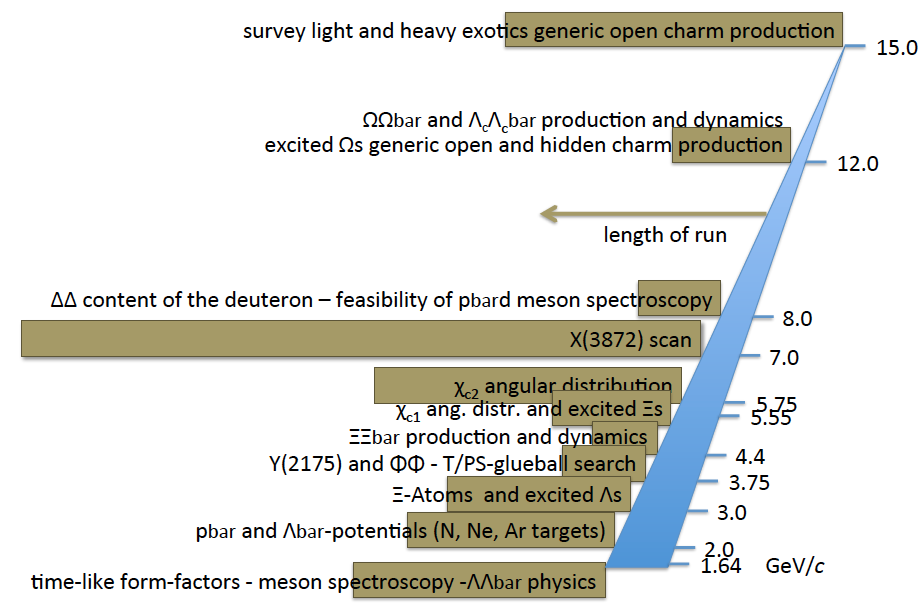 survey light and heavy exotics generic open charm production
15.0
ΩΩbar and ΛcΛcbar production and dynamics
excited Ωs generic open and hidden charm production
12.0
length of run
ΔΔ content of the deuteron – feasibility of pbard meson spectroscopy
8.0
X(3872) scan
7.0
χc2 angular distribution
5.75
χc1 ang. distr. and excited Ξs
5.55
ΞΞbar production and dynamics
Y(2175) and ΦΦ - T/PS-glueball search
4.4
3.75
Ξ-Atoms and excited Λs
3.0
pbar and Λbar-potentials (N, Ne, Ar targets)
2.0
1.64 GeV/c
time-like form-factors - meson spectroscopy -ΛΛbar physics